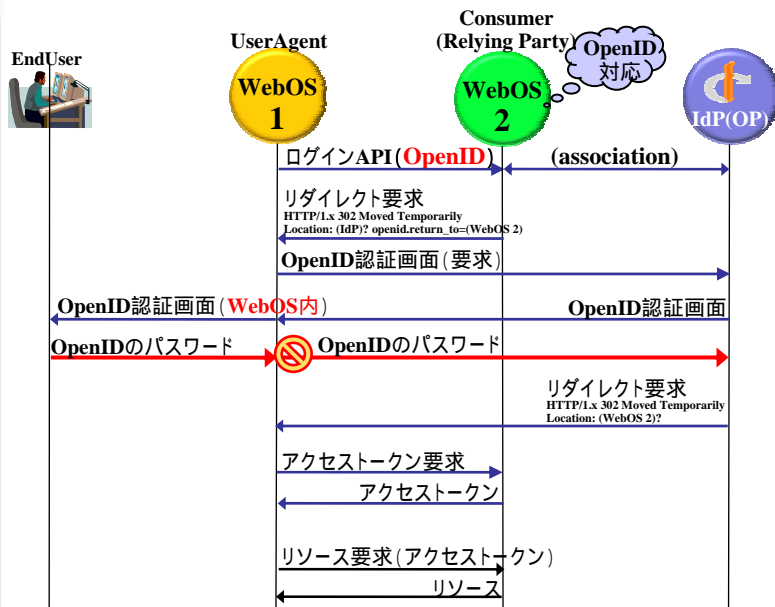 Consumer
UserAgent
(Relying Party)
OpenID
対応
EndUser
WebOS
1
WebOS
2
IdP(OP)
ログインAPI(OpenID)
(association)
リダイレクト要求
HTTP/1.x 302 Moved Temporarily
Location: (IdP)? openid.return_to=(WebOS 2)
OpenID認証画面(要求)
OpenID認証画面(WebOS内)
OpenID認証画面
OpenIDのパスワード
OpenIDのパスワード
リダイレクト要求
HTTP/1.x 302 Moved Temporarily
Location: (WebOS 2)?
アクセストークン要求
アクセストークン
リソース要求(アクセストークン)
リソース